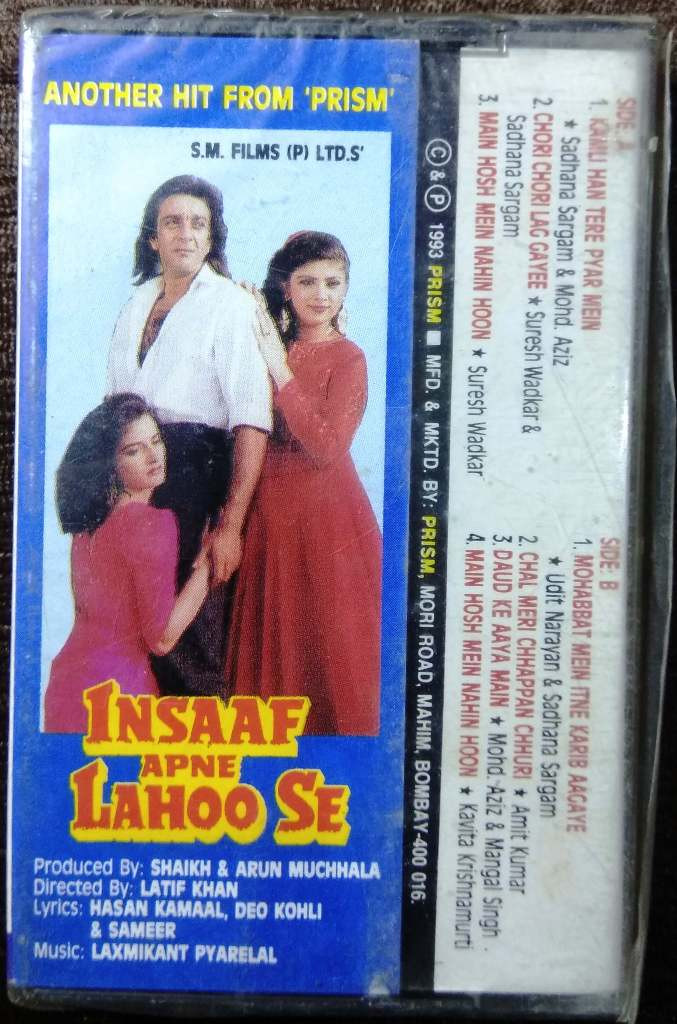 ANOTHER HIT FROM 'PRISM'
S.M. FILMS (P) LTD.S'
INSAAF
APNE
LAHOO SE
Produced By: SHAIKH & ARUN MUCHHALA
Directed By: LATIF KHAN
Lyrics: HASAN KAMAAL, DEO KOHLI
& SAMEER
Music: LAXMIKANT PYARELAL
© & ℗ 1993 PRISM ■ MFD. & MKTD. BY: PRISM, MORI ROAD, MAHIM, BOMBAY-400 016.
SIDE: A
1. KAMLI HAN TERE PYAR MEIN
★ Sadhana Sargam & Mohd. Aziz
2. CHORI CHORI LAG GAYEE ★ Suresh Wadkar &
Sadhana Sargam
3. MAIN HOSH MEIN NAHIN HOON ★ Suresh Wadkar
SIDE: B
1. MOHABBAT MEIN ITNE KARIB AAGAYE
★ Udit Narayan & Sadhana Sargam
2. CHAL MERI CHHAPPAN CHHURI ★ Amit Kumar
3. DAUD KE AAYA MAIN ★ Mohd. Aziz & Mangal Singh.
4. MAIN HOSH MEIN NAHIN HOON ★ Kavita Krishnamurti